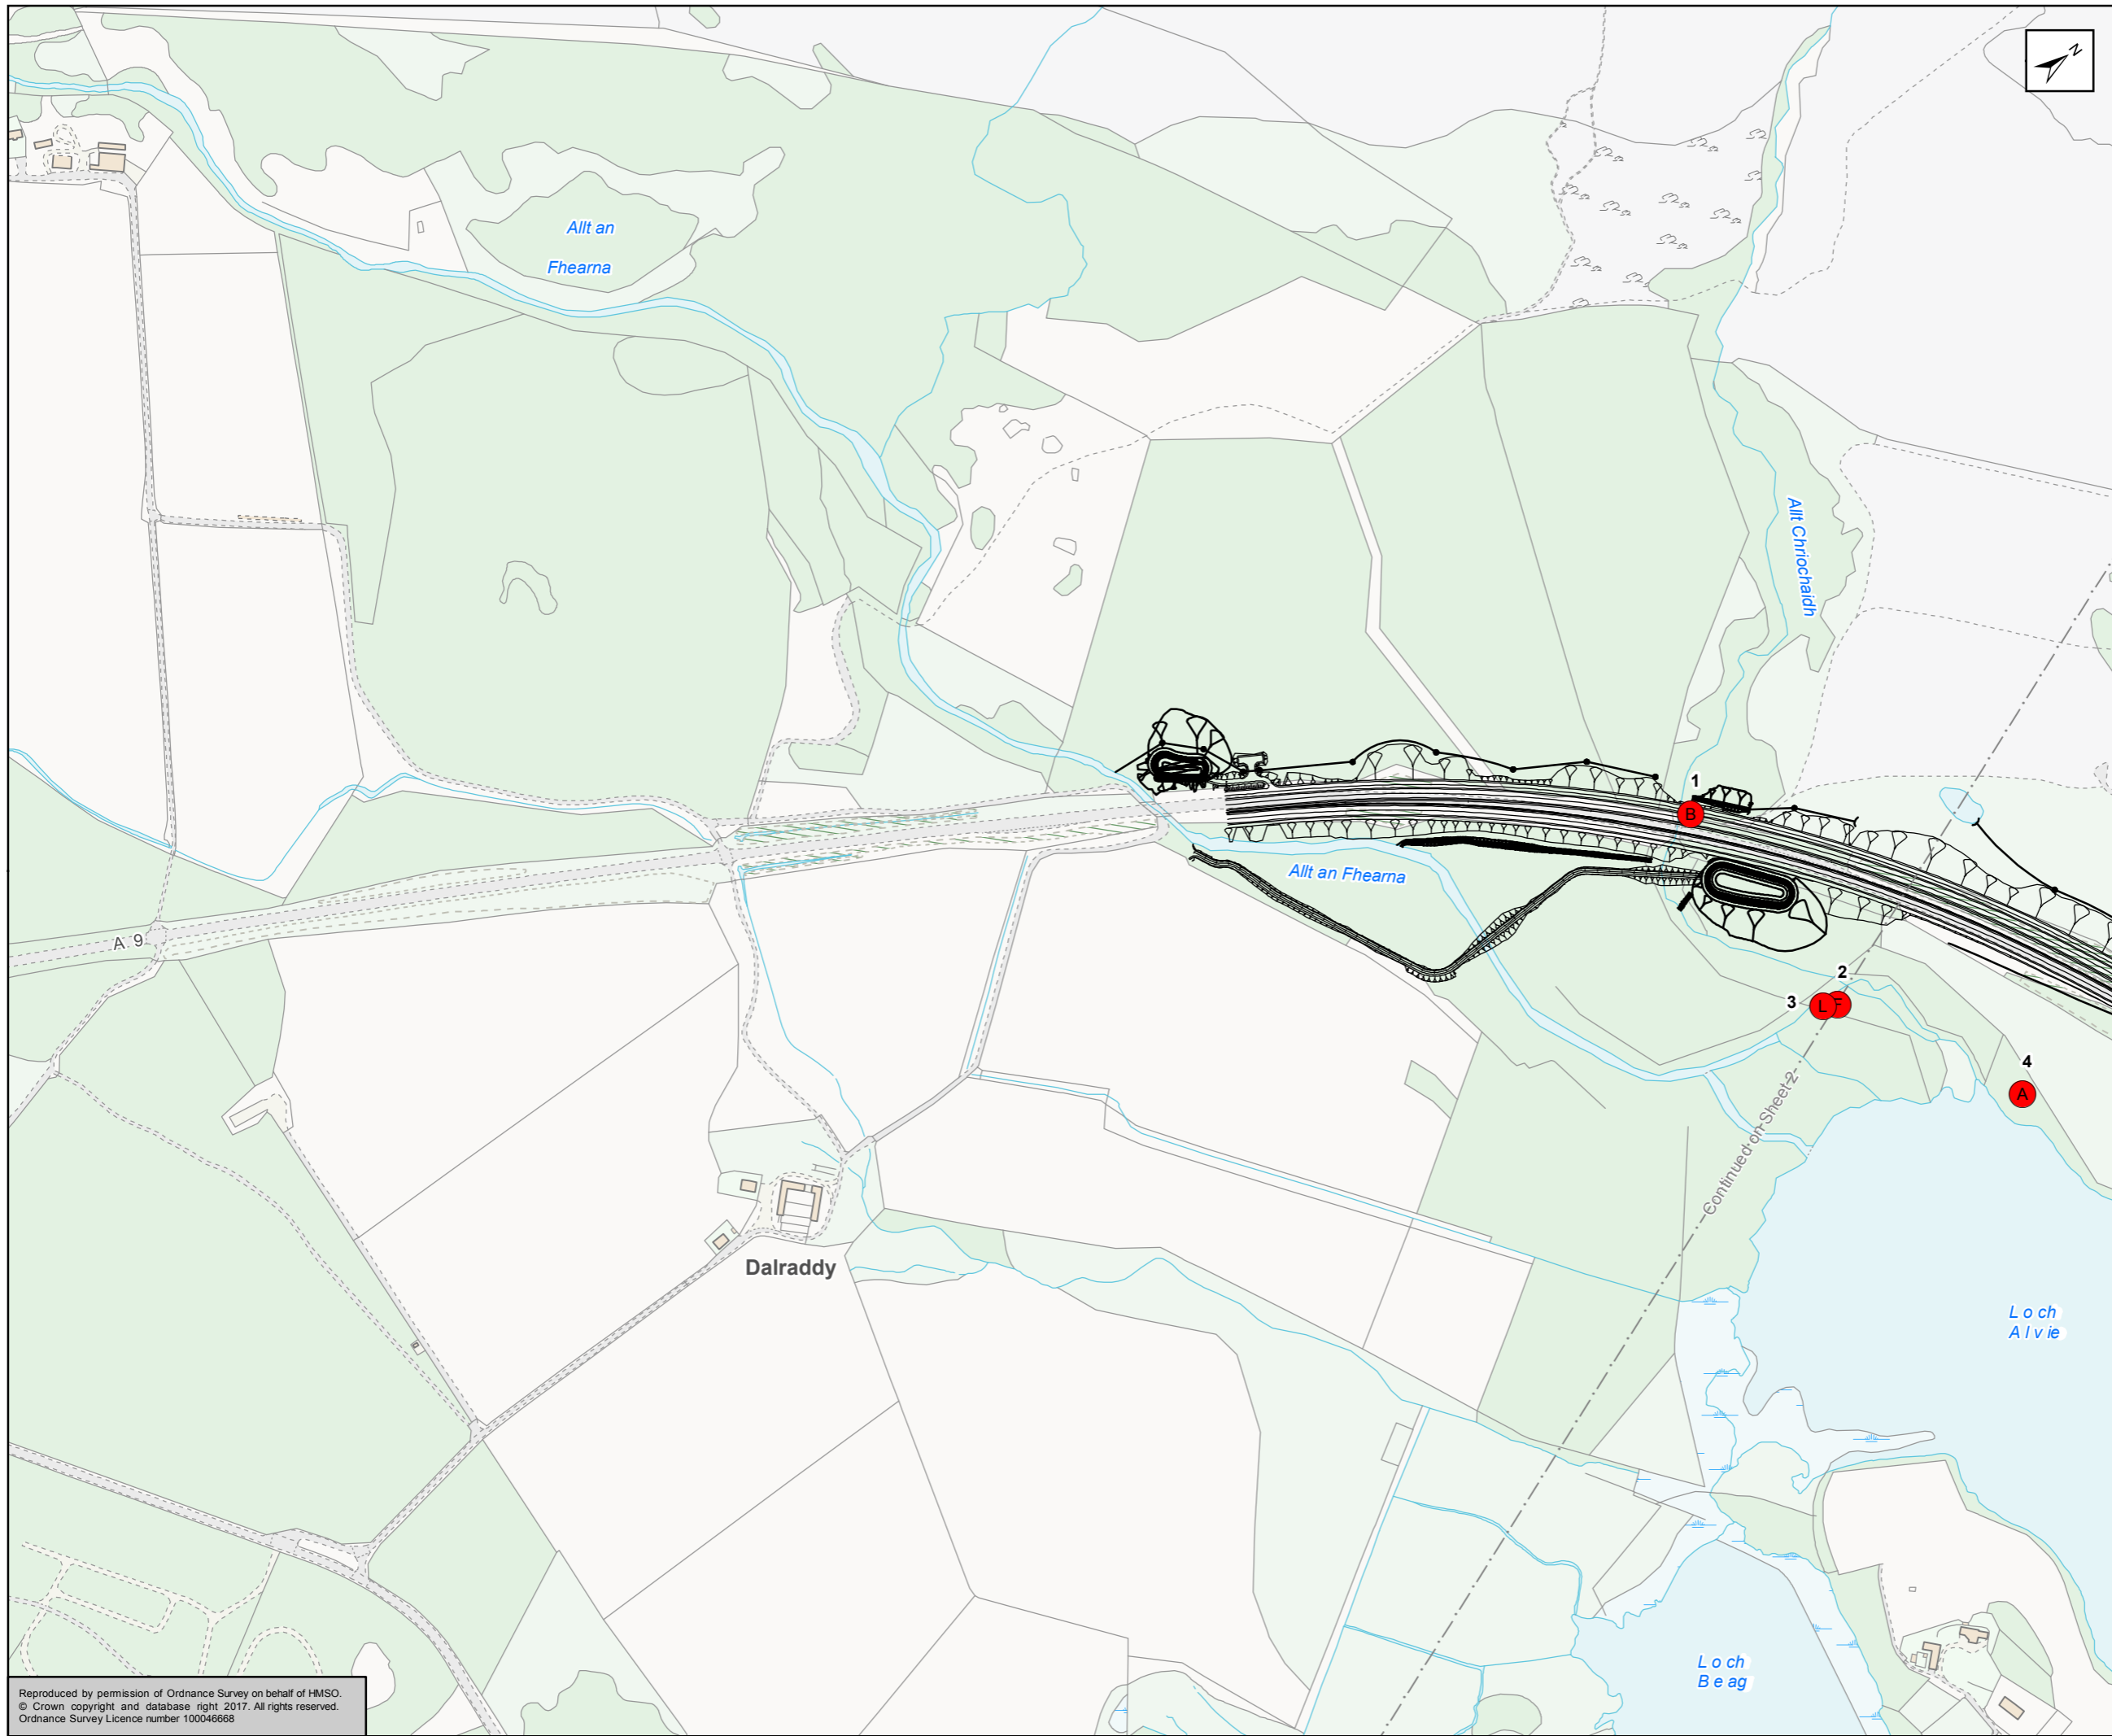 N
Allt an
Fhearna
Allt Chriochaidh
1
B
Allt an Fhearna
A 9
2
3
L
F
4
A
Continued on Sheet 2
Dalraddy
Loch
Alvie
Loch
Beag
Reproduced by permission of Ordnance Survey on behalf of HMSO.
© Crown copyright and database right 2017. All rights reserved.
Ordnance Survey Licence number 100046668